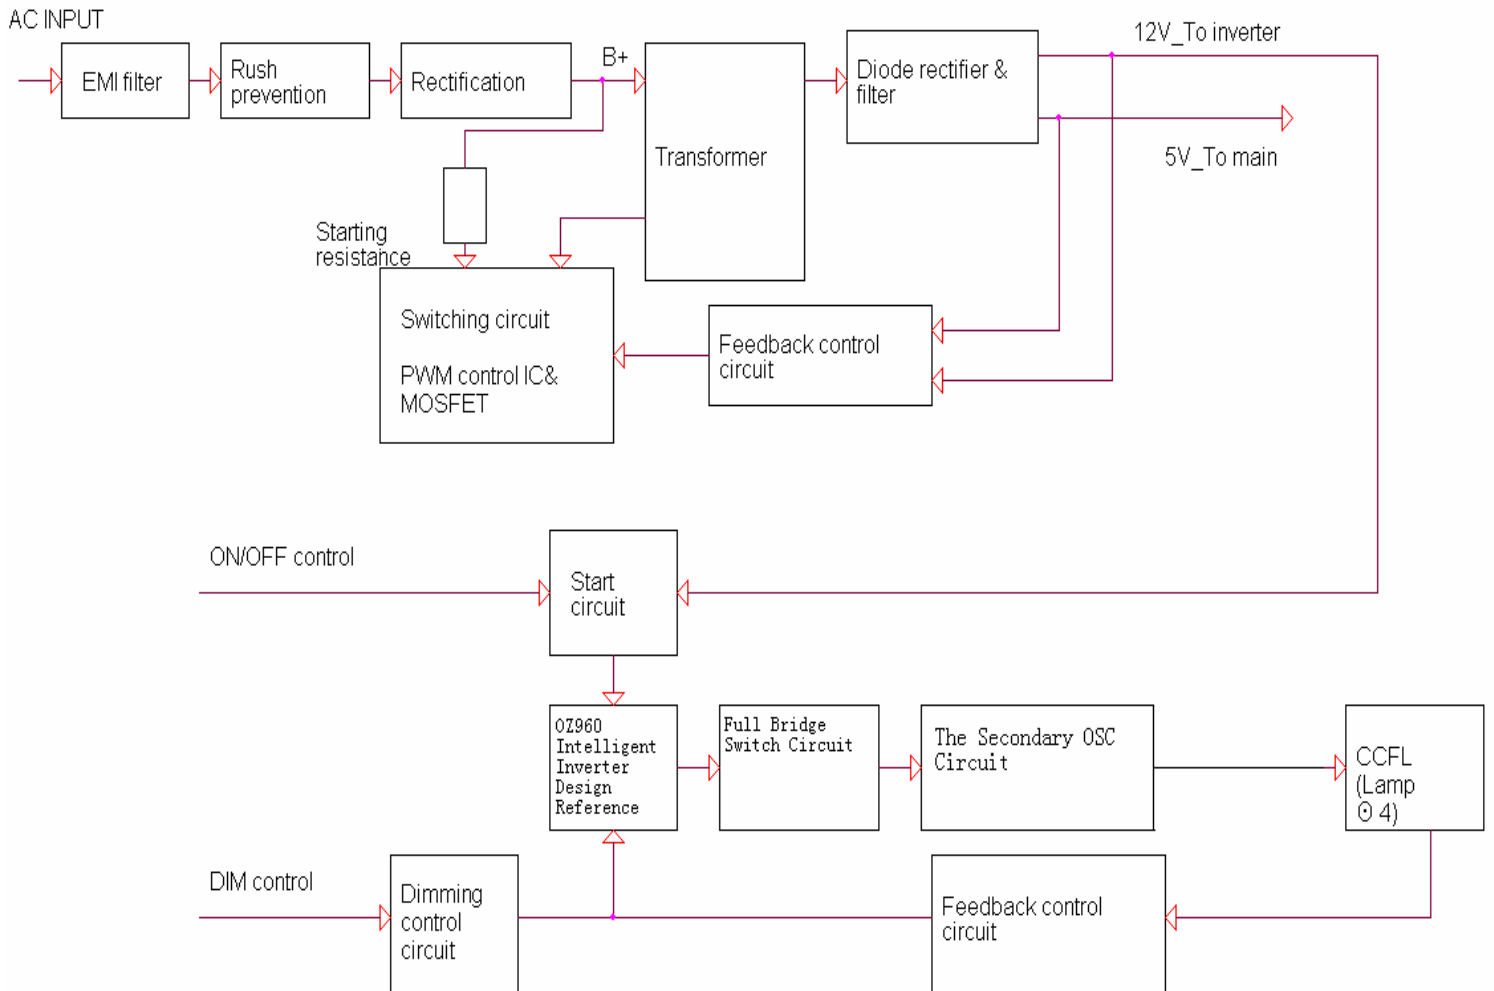 AC INPUT
EMI filter
Rush
prevention
Rectification
B+
Transformer
Diode rectifier &
filter
12V_To inverter
5V_To main
Starting
resistance
Switching circuit
PWM control IC&
MOSFET
Feedback control
circuit
ON/OFF control
Start
circuit
OZ960
Intelligent
Inverter
Design
Reference
Full Bridge
Switch Circuit
The Secondary OSC
Circuit
CCFL
(Lamp
⊙ 4)
DIM control
Dimming
control
circuit
Feedback control
circuit